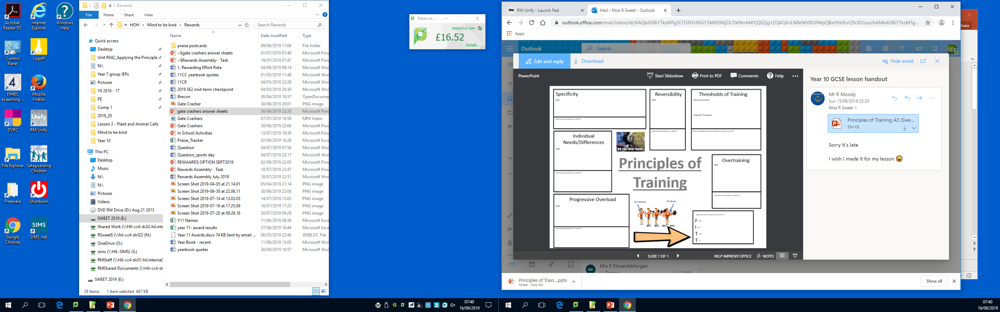 Acrobat Reader DC
Internet Explorer
Windows Help
Control Panel
Logoff
DMBC eLearning ...
Mozilla Firefox
DVRC
RM Unify
File Explorer
Safeguarding Children
Freeware
Shutdown
Google Chrome
SIMS .net
Rewards
File Home Share View
« HOH > Mind to be kind > Rewards
Search Rewards
Quick access
Desktop
Unit R042_Applying the Principle
N:\
Year 7 group IEPs
Pictures
Y8 2016 - 17
PE
Comp 1
2019_20
Lesson 2 - Plant and Animal Cells
Mind to be kind
Year 10
This PC
Desktop
Music
N:\
N:\
Pictures
Videos
DVD RW Drive (D:) Aug 21 2013
SWEET 2019 (E:)
Shared Work (\\Hil-cc4-dc02.hil.inte
RSweet$ (\\hil-cc4-dc02) (N:)
OneDrive (O:)
sims (\\HIL-SIMS) (S:)
RMStaff (\\Hil-cc4-dc01.hil.internal)
RMShared Documents (\\Hil-cc4-dc
SWEET 2019 (E:)
Name Date modified Type
praise postcards 09/08/2019 17:09 File folder
~$gate crashers answer sheets 01/07/2019 07:48 Microsoft Pow
~$Rewards Assembly- Task 19/07/2019 07:47 Microsoft Pow
1. Rewarding Effort Rota 04/09/2019 08:14 Microsoft Wor
11CC yearbook quotes 01/05/2019 11:48 Microsoft Wor
11CR 04/05/2019 22:26 Microsoft Wor
2019 SE2 mid-term checkpoint 04/05/2019 20:30 Microsoft Wor
Brecon 30/04/2019 18:57 OpenDocumen
Gate Crasher 30/06/2019 20:01 PNG image
gate crashers answer sheets 30/06/2019 22:28 Microsoft Pow
Gate Crashers 07/07/2019 18:59 MP4 Video
Gate Crashers 30/06/2019 22:06 Microsoft Pow
In School Activities 13/07/2019 18:38 Microsoft Pow
Praise_Tracker 02/09/2019 16:28 Microsoft Exce
Question 04/07/2019 07:54 Microsoft Wor
Question_sports day 04/07/2019 22:17 Microsoft Wor
REWAARDS OPTION SEPT2019 02/09/2019 22:05 Microsoft Pow
Rewards Assembly- Task 18/07/2019 22:47 Microsoft Pow
Rewards Assembly July 2019 18/07/2019 22:51 Microsoft Wor
Screen Shot 2019-04-05 at 21.14.01 05/04/2019 21:14 PNG image
Screen Shot 2019-06-30 at 22.06.11 30/06/2019 22:06 PNG image
Screen Shot 2019-07-14 at 13.03.05 14/07/2019 13:03 PNG image
Screen Shot 2019-07-16 at 17.25.09 16/07/2019 17:25 PNG image
Screen Shot 2019-07-20 at 09.28.18 20/07/2019 09:28 PNG image
Y11 Names 11/06/2019 08:36 Microsoft Exce
year 11- award results 27/06/2019 18:44 Microsoft Exce
Year 11 Awards.docx 74 KB Sent by email ... 08/05/2019 22:46 WEBLOC File
Year Book - recent 11/06/2019 13:05 Microsoft Wor
yearbook quotes 30/04/2019 18:57 Microsoft Wor
29 items 1 item selected 667 KB
Balance ...
papercut.com
£16.52
Details ...
RM Unify - Launch Pad
Mail - Miss R Sweet - Outlook
Apps
Outlook
Search
Edit and reply Download
Hide email
PowerPoint
Start Slideshow Print to PDF Comments Help
Specificity
Def:
Reversibility
Def:
Thresholds of Training
Aerobic threshold:
Anaerobic Threshold:
Individual
Needs/Differences
Def:
DO YOU EVEN TRAIN?
Principles of
Training
Overtraining
Def:
Progressive Overload
Def:
Mr Eddington
Mr Moody
WEEK 1 WEEK 2 WEEK 3 WEEK 4
F –
I –
T –
T -
SLIDE 1 OF 1
HELP IMPROVE OFFICE NOTES
Year 10 GCSE lesson handout
Mr R Moody
Sun 15/09/2019 22:20
Miss R Sweet
Principles of Training A3 (Swe...
954 KB
Sorry it's late
I wish I made it for my lesson 😜
ME
Mrs E EdwardsMorgan
Principles of Train....pptx
Failed - Disk full
Show all
07:40
16/09/2019
07:40
16/09/2019